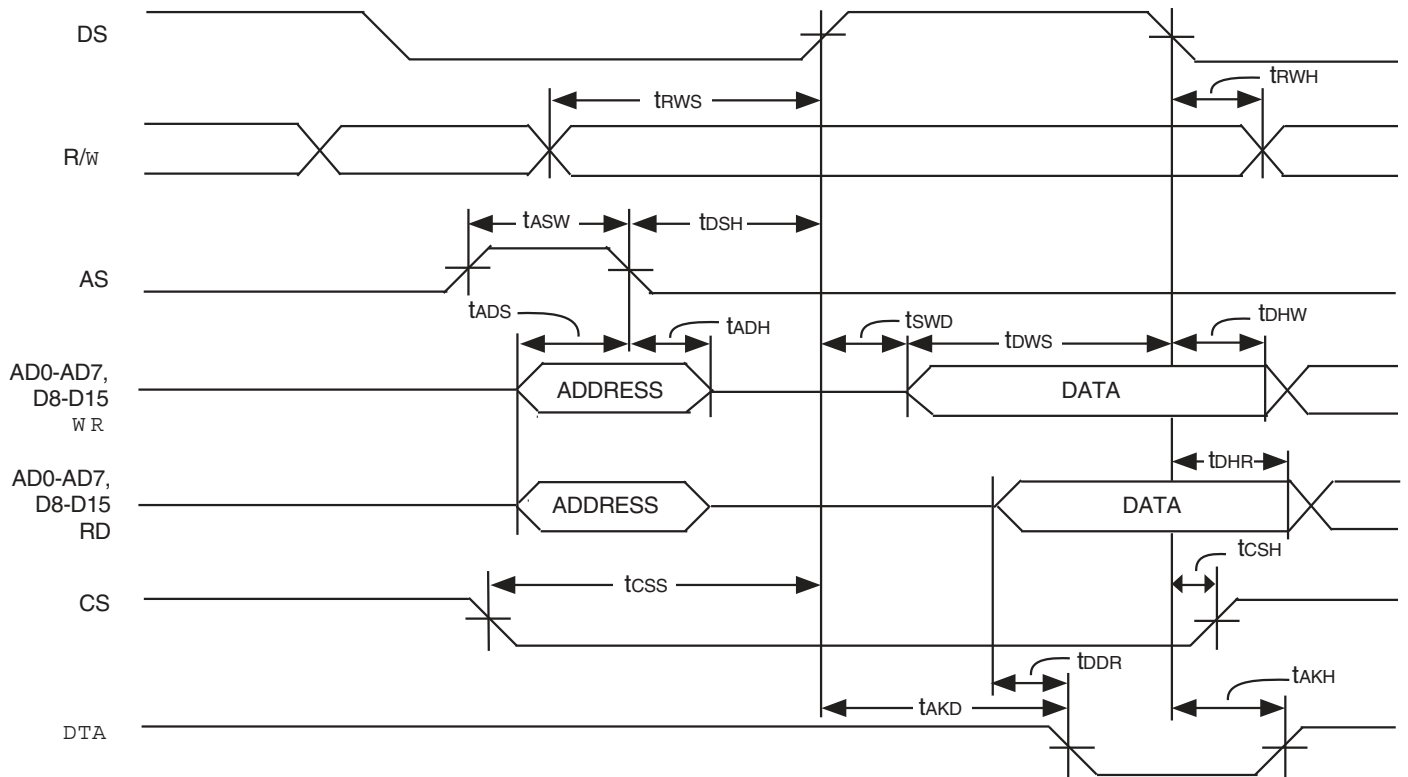 DS
tRWH
tRWS
R/W
tASW
tDSH
AS
tADS
tADH
tSWD
tDHW
tDWS
AD0-AD7,
D8-D15
WR
ADDRESS
DATA
tDHR
AD0-AD7,
D8-D15
RD
ADDRESS
DATA
tCSH
tCSS
CS
tDDR
tAKH
tAKD
DTA